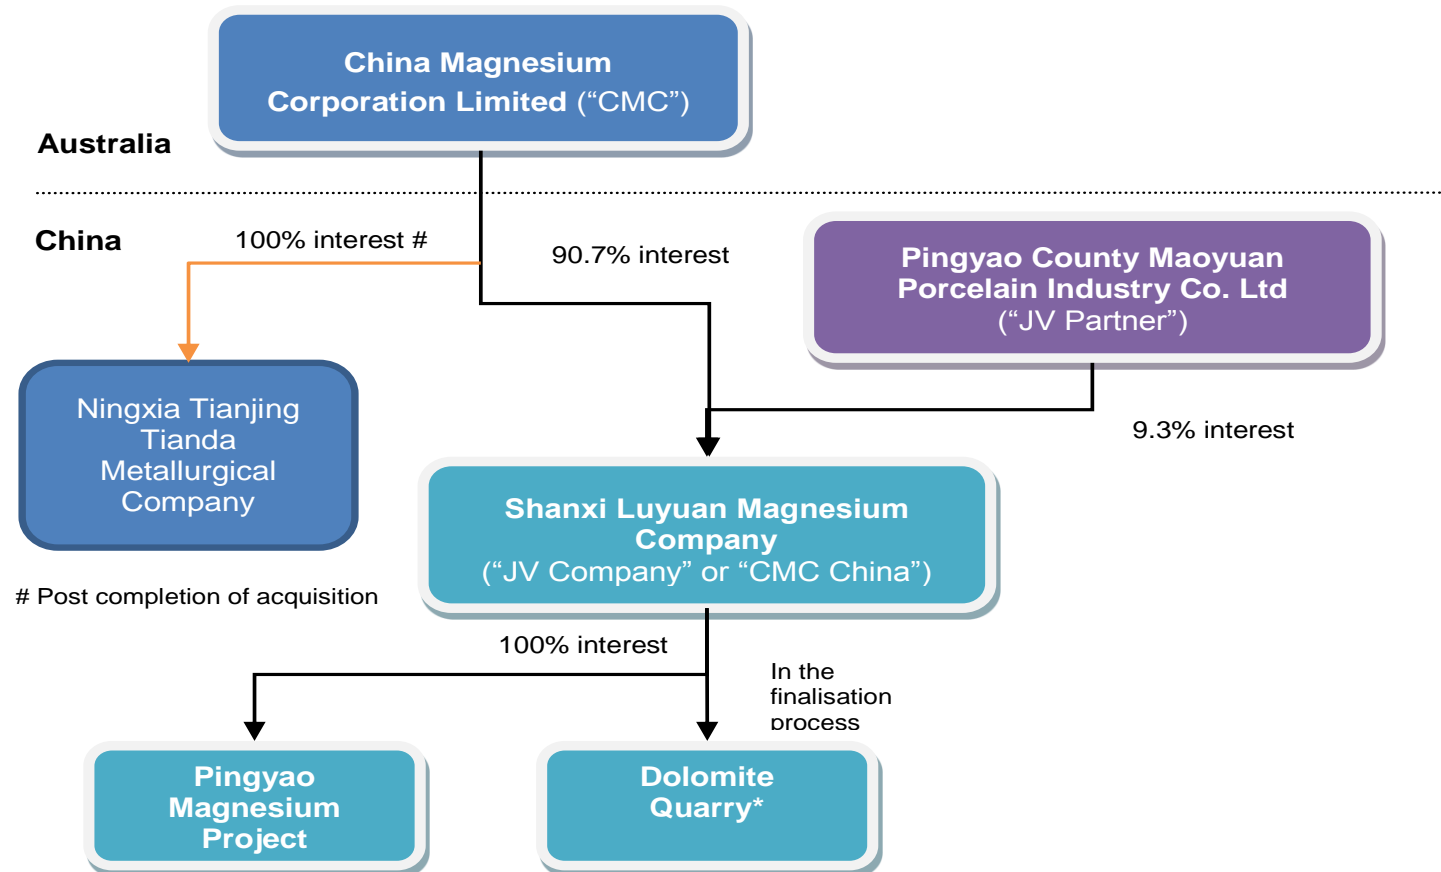 China Magnesium
Corporation Limited (“CMC”)
Australia
China
100% interest #
90.7% interest
Pingyao County Maoyuan
Porcelain Industry Co. Ltd
(“JV Partner”)
9.3% interest
Ningxia Tianjing
Tianda
Metallurgical
Company
Shanxi Luyuan Magnesium
Company
(“JV Company” or “CMC China”)
# Post completion of acquisition
100% interest
In the
finalisation
process
Pingyao
Magnesium
Project
Dolomite
Quarry*